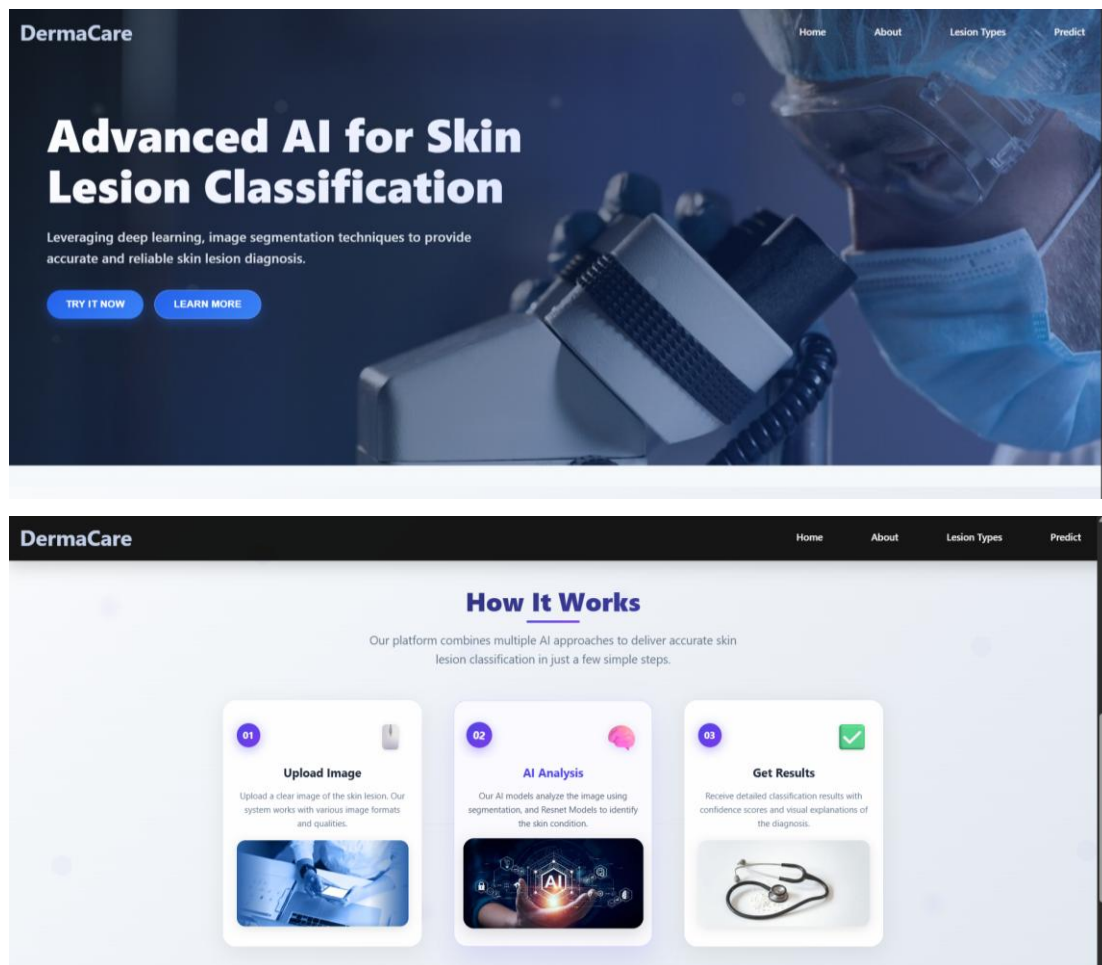 DermaCare
Home About Lesion Types Predict
Advanced AI for Skin
Lesion Classification
Leveraging deep learning, image segmentation techniques to provide
accurate and reliable skin lesion diagnosis.
TRY IT NOW LEARN MORE
DermaCare
Home About Lesion Types Predict
How It Works
Our platform combines multiple AI approaches to deliver accurate skin
lesion classification in just a few simple steps.
01
Upload Image
Upload a clear image of the skin lesion. Our
system works with various image formats
and qualities.
02
AI Analysis
Our AI models analyze the image using
segmentation, and Resnet Models to identify
the skin condition.
AI
03
Get Results
Receive detailed classification results with
confidence scores and visual explanations of
the diagnosis.